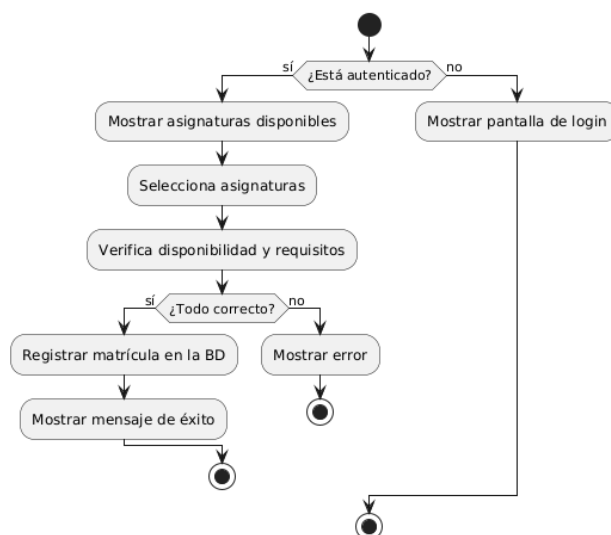 ¿Está autenticado?
sí
no
Mostrar asignaturas disponibles
Mostrar pantalla de login
Selecciona asignaturas
Verifica disponibilidad y requisitos
¿Todo correcto?
sí
no
Registrar matrícula en la BD
Mostrar error
Mostrar mensaje de éxito